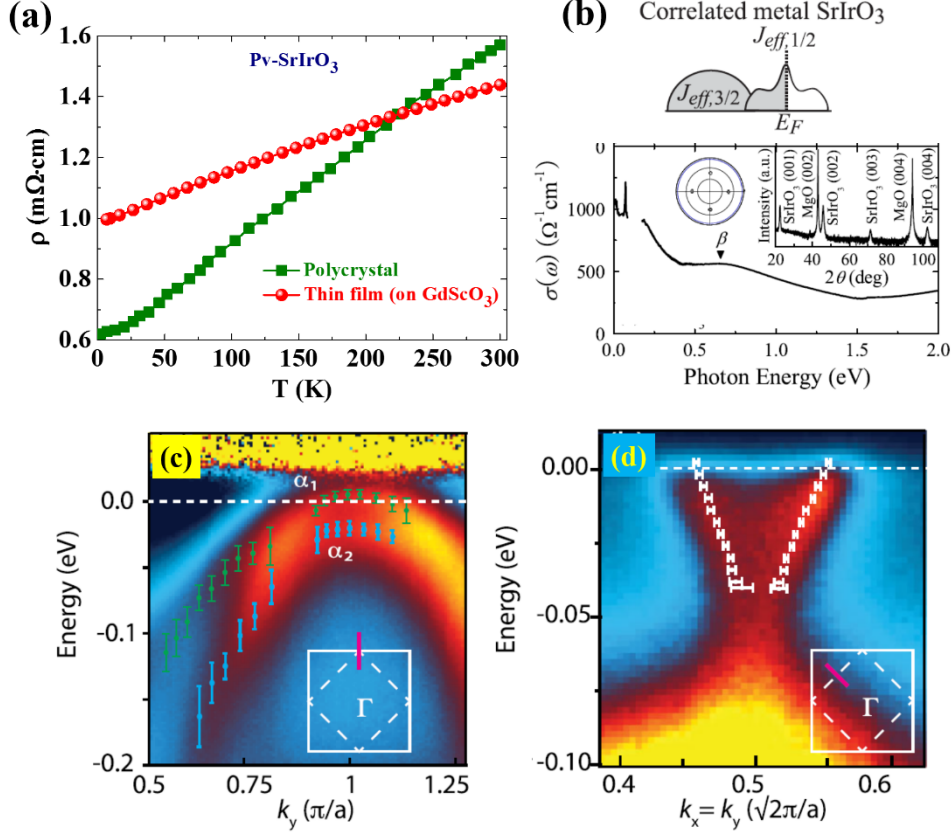 (a)
1.6
1.4
1.2
1.0
0.8
0.6
ρ (mΩ·cm)
Pv-SrIrO3
Polycrystal
Thin film (on GdScO3)
0 50 100 150 200 250 300
T (K)
(b)
Correlated metal SrIrO3
Jeff,1/2
Jeff,3/2
EF
0
1000
500
0
σ(ω) (Ω⁻¹ cm⁻¹)
β
Intensity (a.u.)
SrIrO3 (001)
MgO (002)
SrIrO3 (002)
SrIrO3 (003)
MgO (004)
SrIrO3 (004)
20 40 60 80 100
2θ (deg)
0.0 0.5 1.0 1.5 2.0
Photon Energy (eV)
(c)
α1
α2
0.0
-0.1
-0.2
Energy (eV)
Γ
0.5 0.75 1 1.25
ky (π/a)
(d)
0.00
-0.05
-0.10
Energy (eV)
Γ
0.4 0.5 0.6
kx= ky (√2π/a)